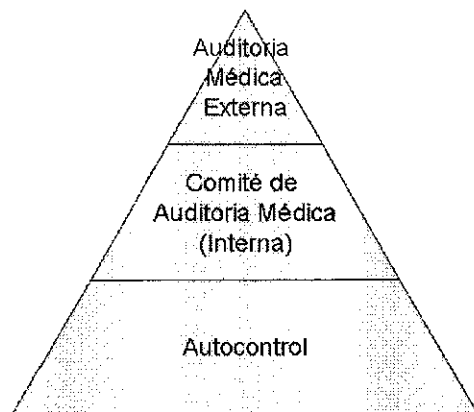 Auditoria
Médica
Externa
Comité de
Auditoria Médica
(Interna)
Autocontrol